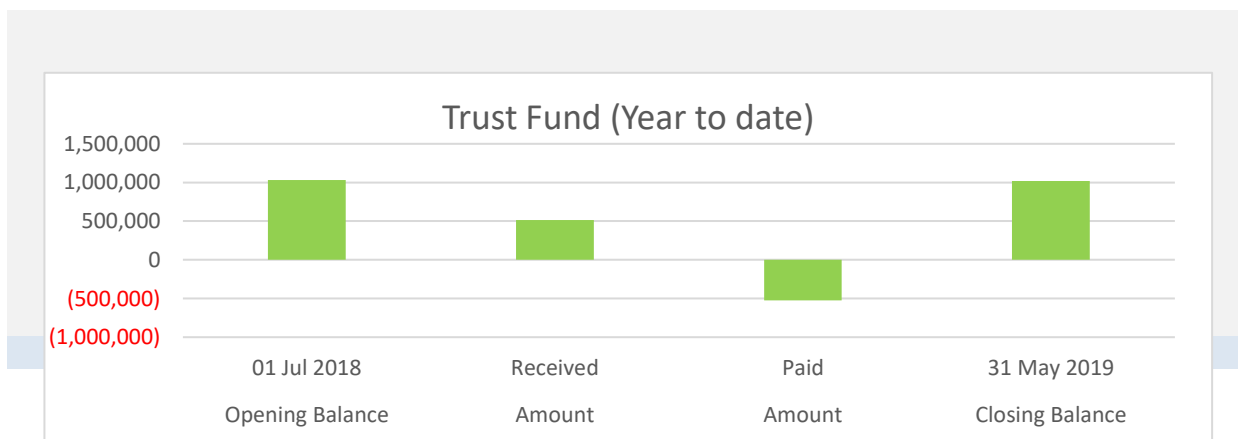 Trust Fund (Year to date)
1,500,000
1,000,000
500,000
0
(500,000)
(1,000,000)
01 Jul 2018 Received Paid 31 May 2019
Opening Balance Amount Amount Closing Balance